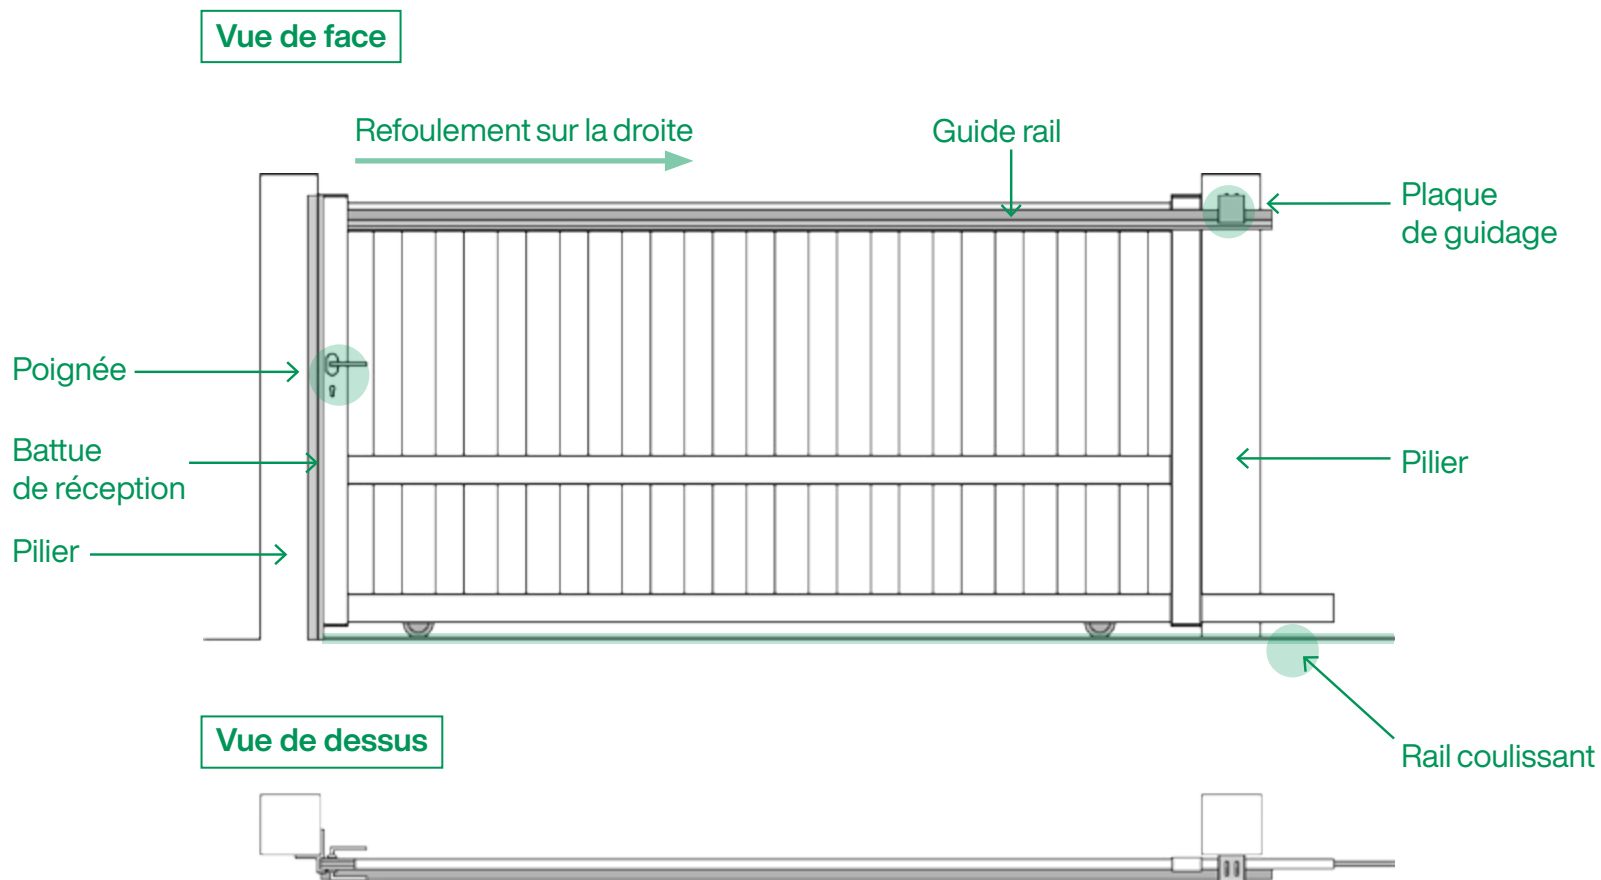 Vue de face
Refoulement sur la droite
Guide rail
Plaque
de guidage
Poignée
Battue
de réception
Pilier
Pilier
Rail coulissant
Vue de dessus